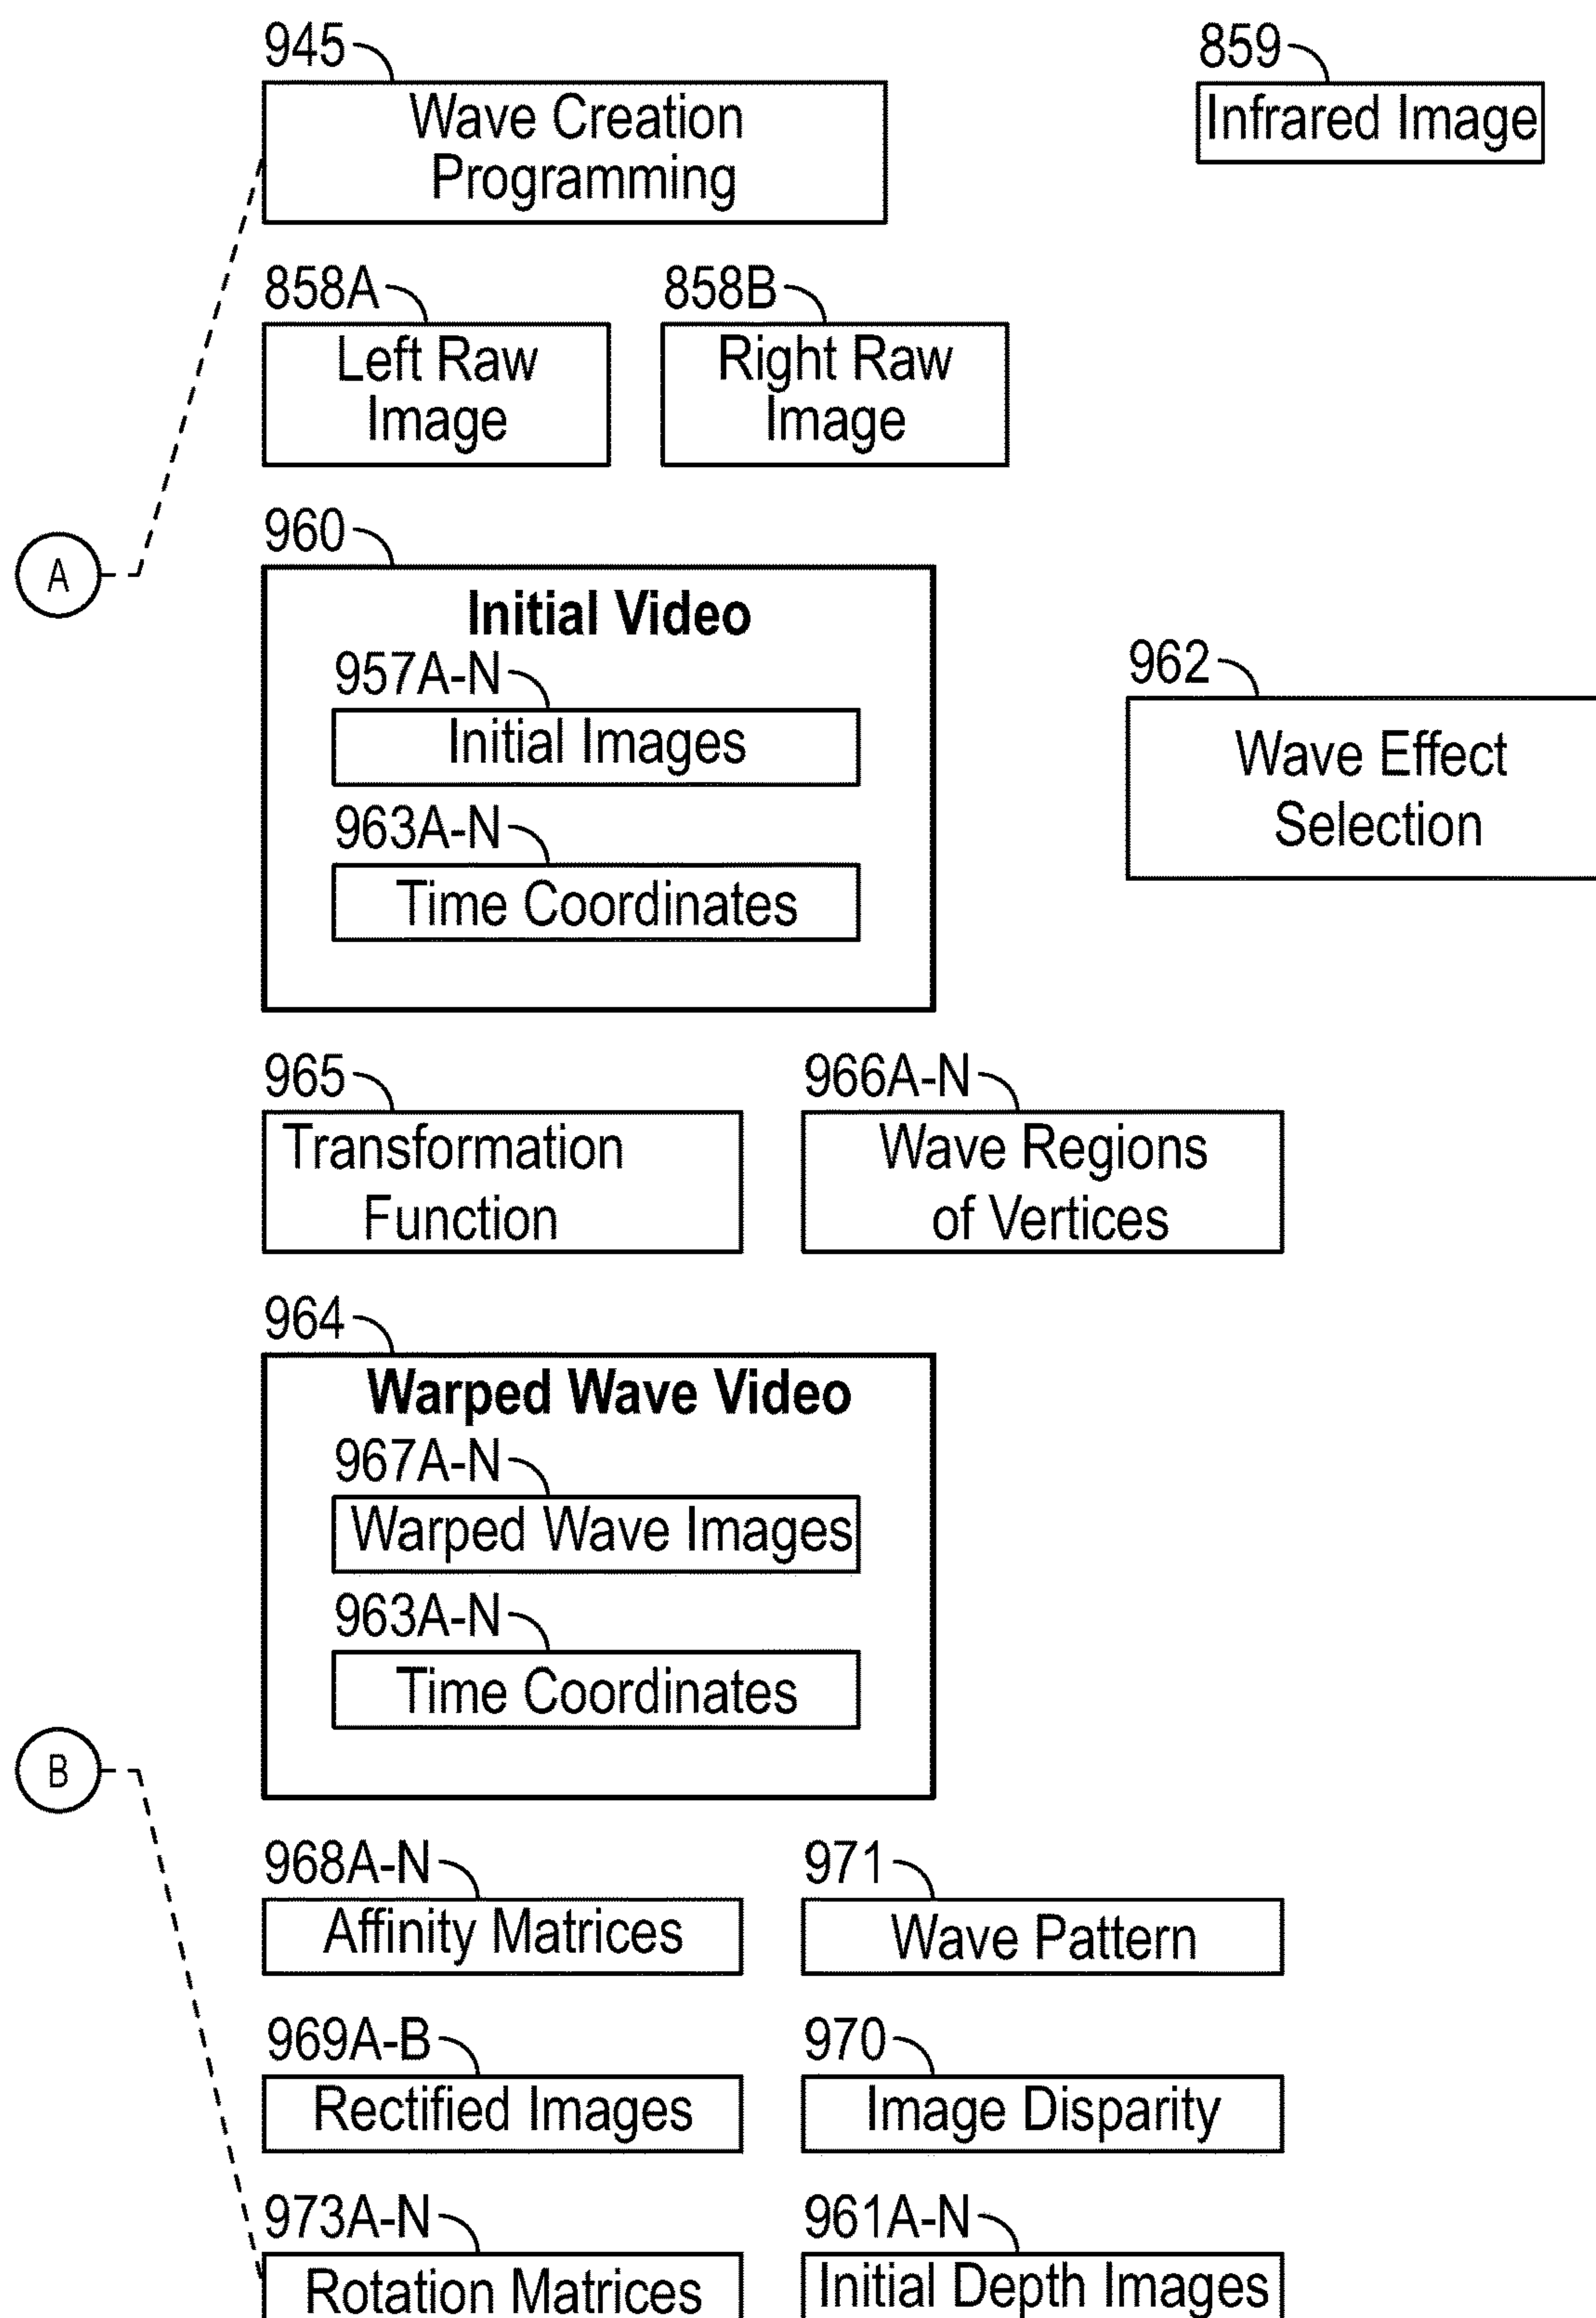 945
Wave Creation
Programming
859
Infrared Image
858A
Left Raw
Image
858B
Right Raw
Image
A
960
Initial Video
957A-N
Initial Images
963A-N
Time Coordinates
962
Wave Effect
Selection
965
Transformation
Function
966A-N
Wave Regions
of Vertices
964
Warped Wave Video
967A-N
Warped Wave Images
963A-N
Time Coordinates
B
968A-N
Affinity Matrices
971
Wave Pattern
969A-B
Rectified Images
970
Image Disparity
973A-N
Rotation Matrices
961A-N
Initial Depth Images